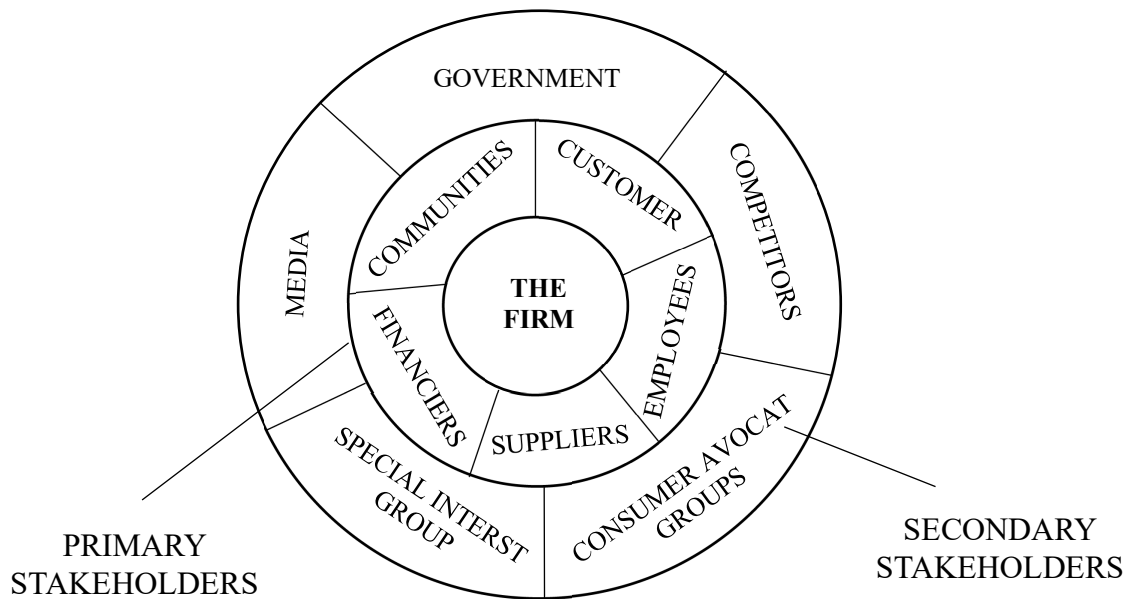 GOVERNMENT
COMMUNITIES
CUSTOMER
COMPETITORS
MEDIA
THE
FIRM
EMPLOYEES
FINANCIERS
SUPPLIERS
SPECIAL INTERST
GROUP
CONSUMER AVOCAT
GROUPS
PRIMARY
STAKEHOLDERS
SECONDARY
STAKEHOLDERS